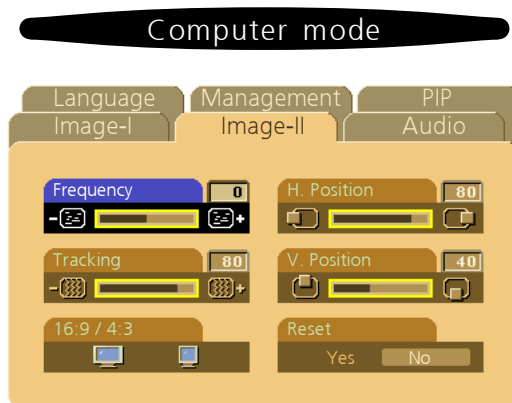 Computer mode
Language Management PIP
Image-I Image-II Audio
Frequency 0
- +
H. Position 80
Tracking 80
- +
V. Position 40
16:9 / 4:3
Reset
Yes No